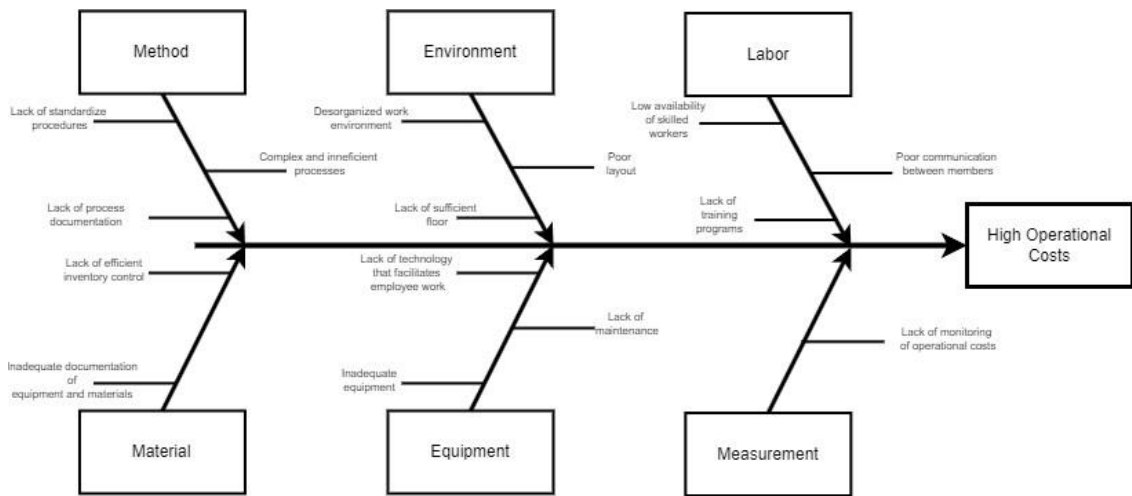 Method
Environment
Labor
Lack of standardize
procedures
Complex and inneficient
processes
Lack of process
documentation
Desorganized work
environment
Poor
layout
Lack of sufficient
floor
Low availability
of skilled
workers
Poor communication
between members
Lack of
training
programs
High Operational
Costs
Lack of efficient
inventory control
Inadequate documentation
of
equipment and materials
Lack of technology
that facilitates
employee work
Lack of
maintenance
Inadequate
equipment
Lack of monitoring
of operational costs
Material
Equipment
Measurement